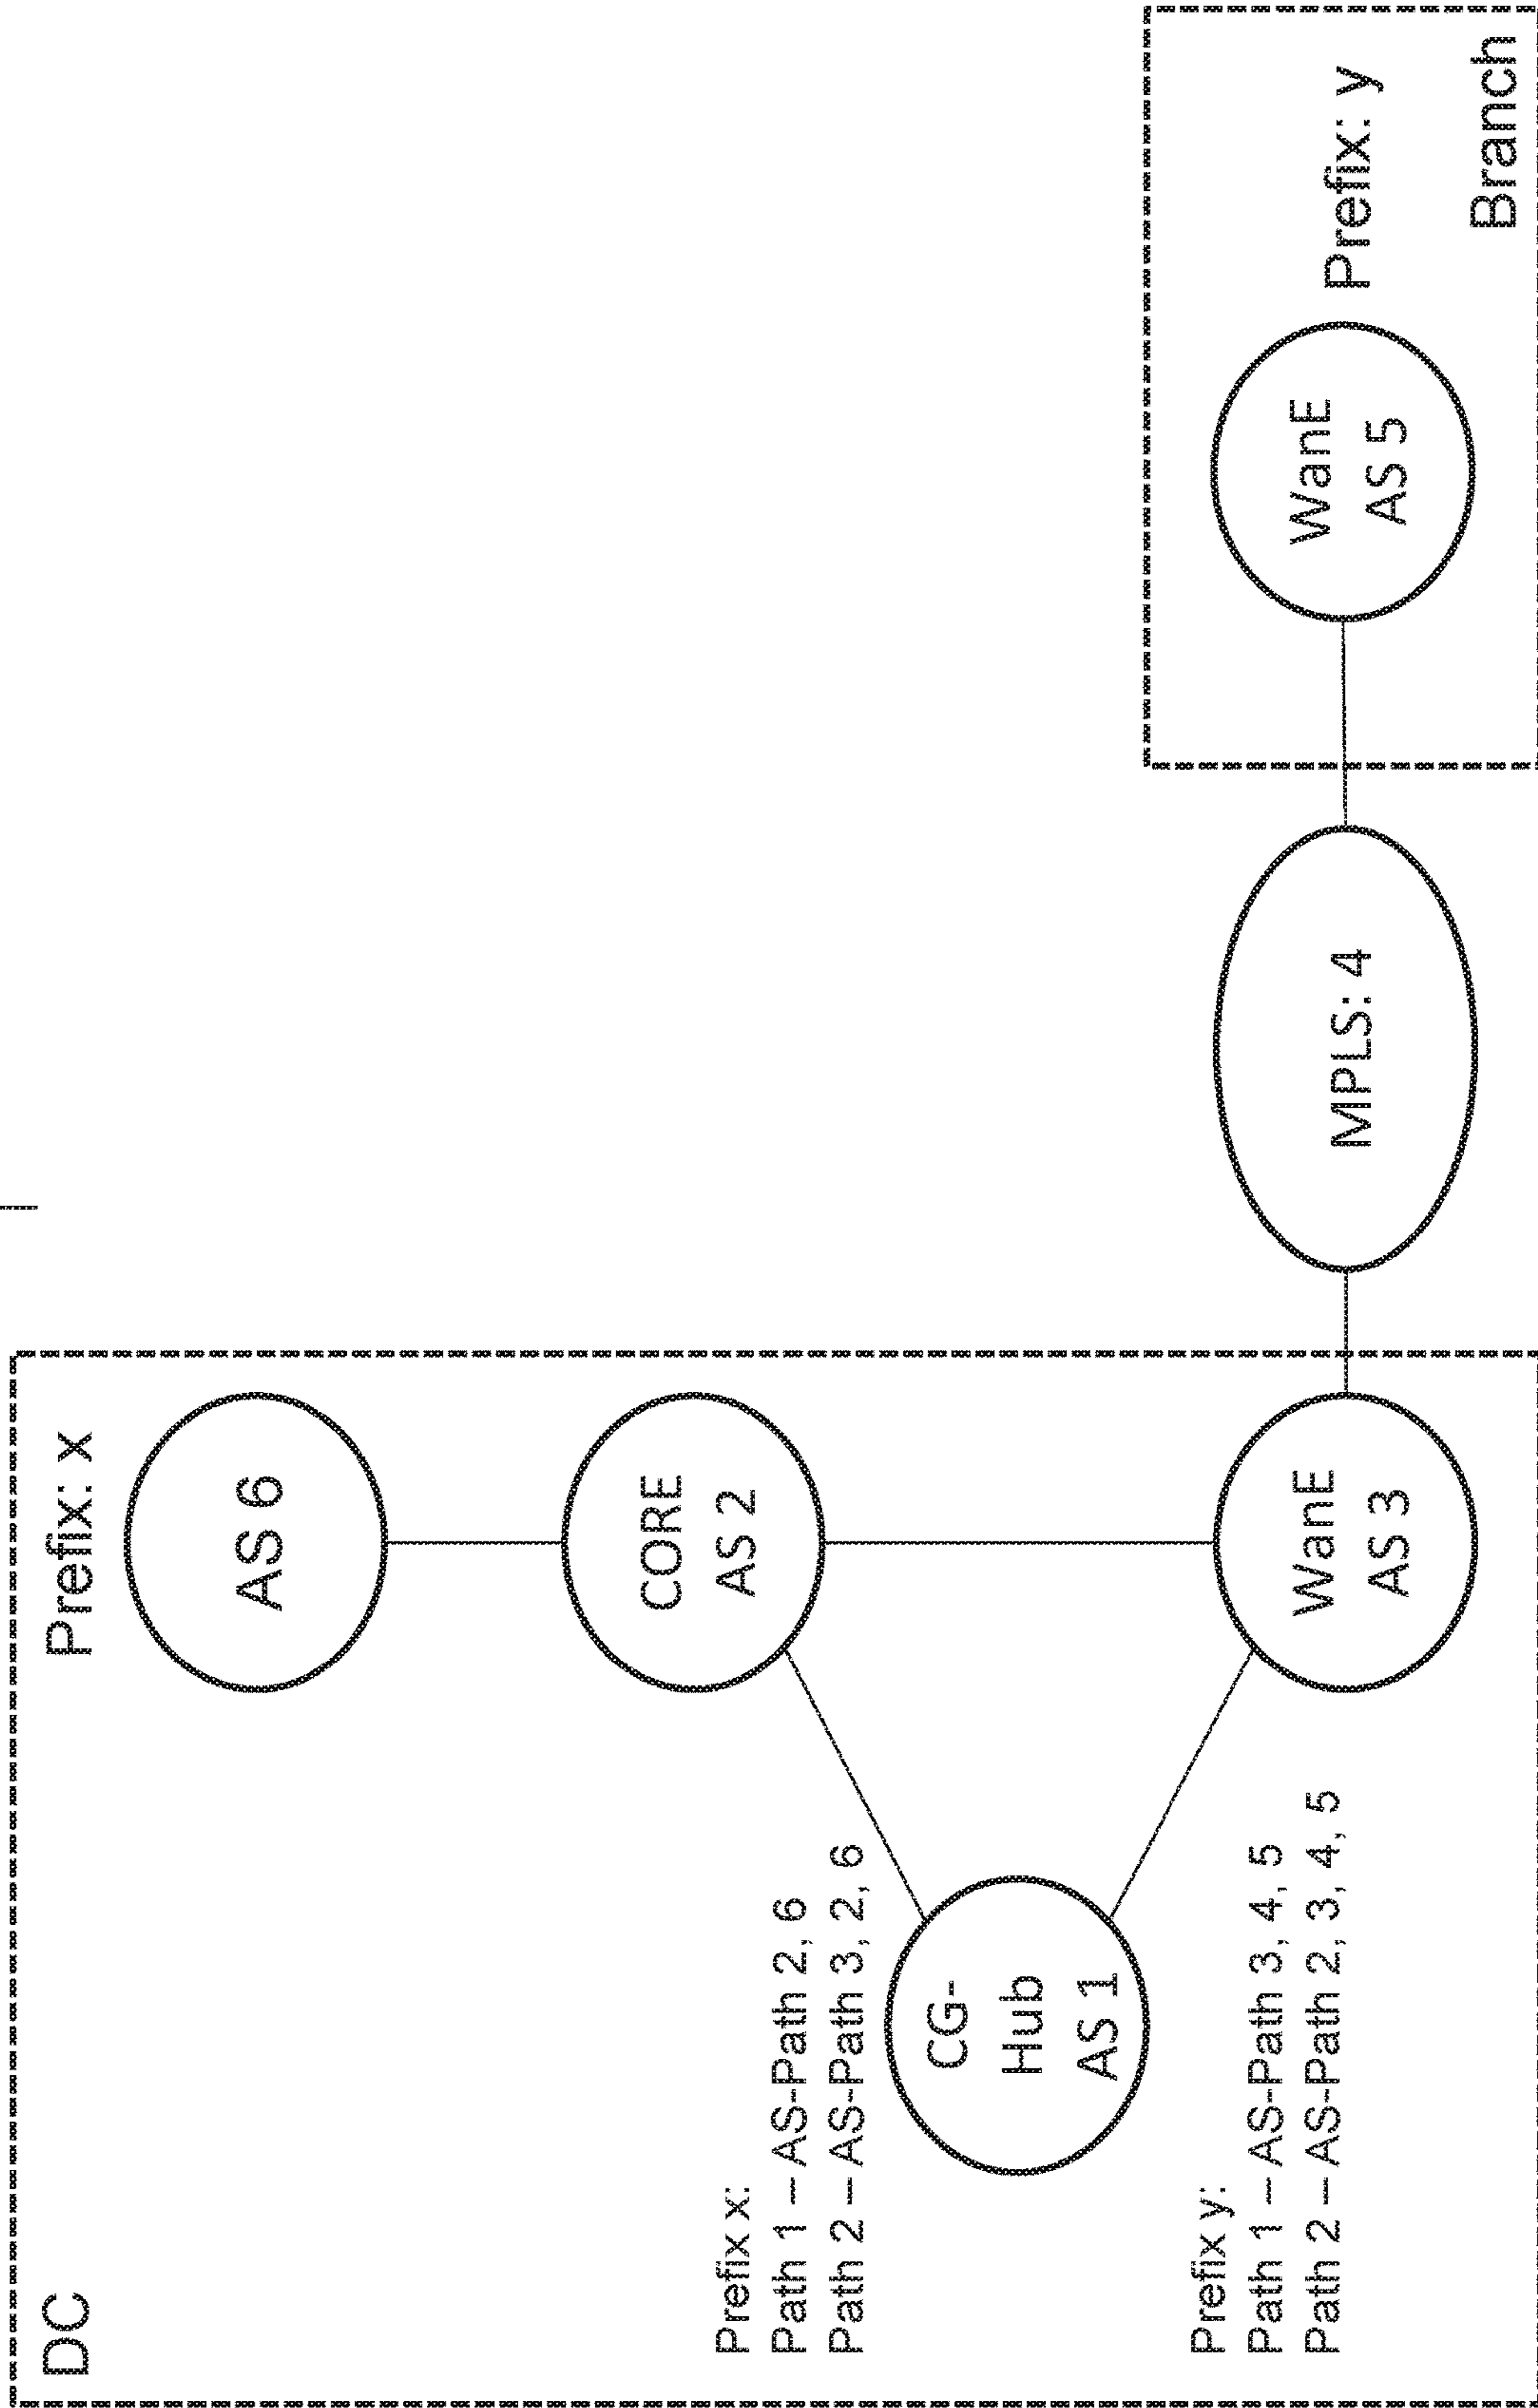 DC
Prefix: x
AS 6
CORE
AS 2
Prefix x:
Path 1 – AS-Path 2, 6
Path 2 – AS-Path 3, 2, 6
CG-
Hub
AS 1
Prefix y:
Path 1 – AS-Path 3, 4, 5
Path 2 – AS-Path 2, 3, 4, 5
WanE
AS 3
MPLS: 4
WanE
AS 5
Prefix: y
Branch